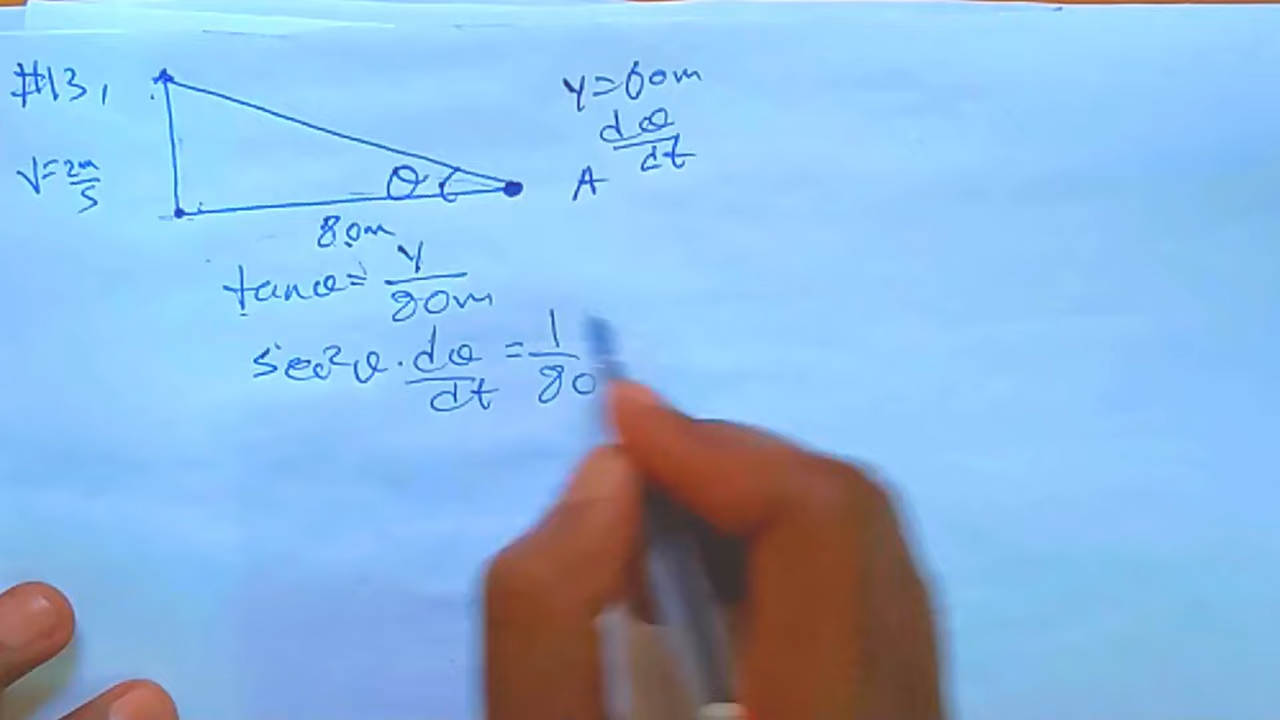 #13,
V=2m/s
θ
80m
y=60m
dθ/dt
A
tanθ=y/80m
sec²θ·dθ/dt=1/80